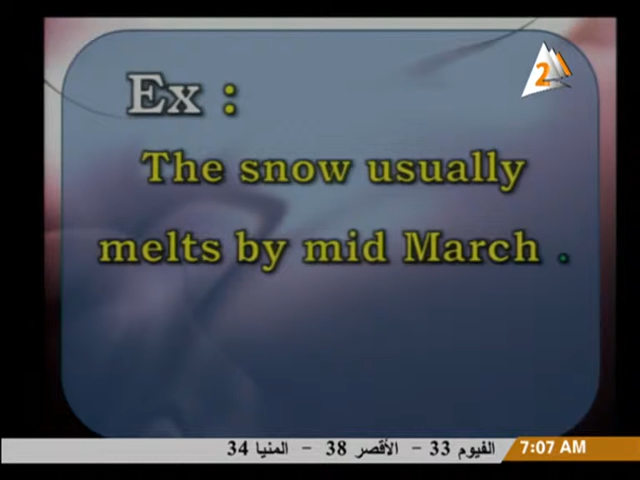 2
Ex :
The snow usually
melts by mid March .
الفيوم 33 - الأقصر 38 - المنيا 34
7:07 AM